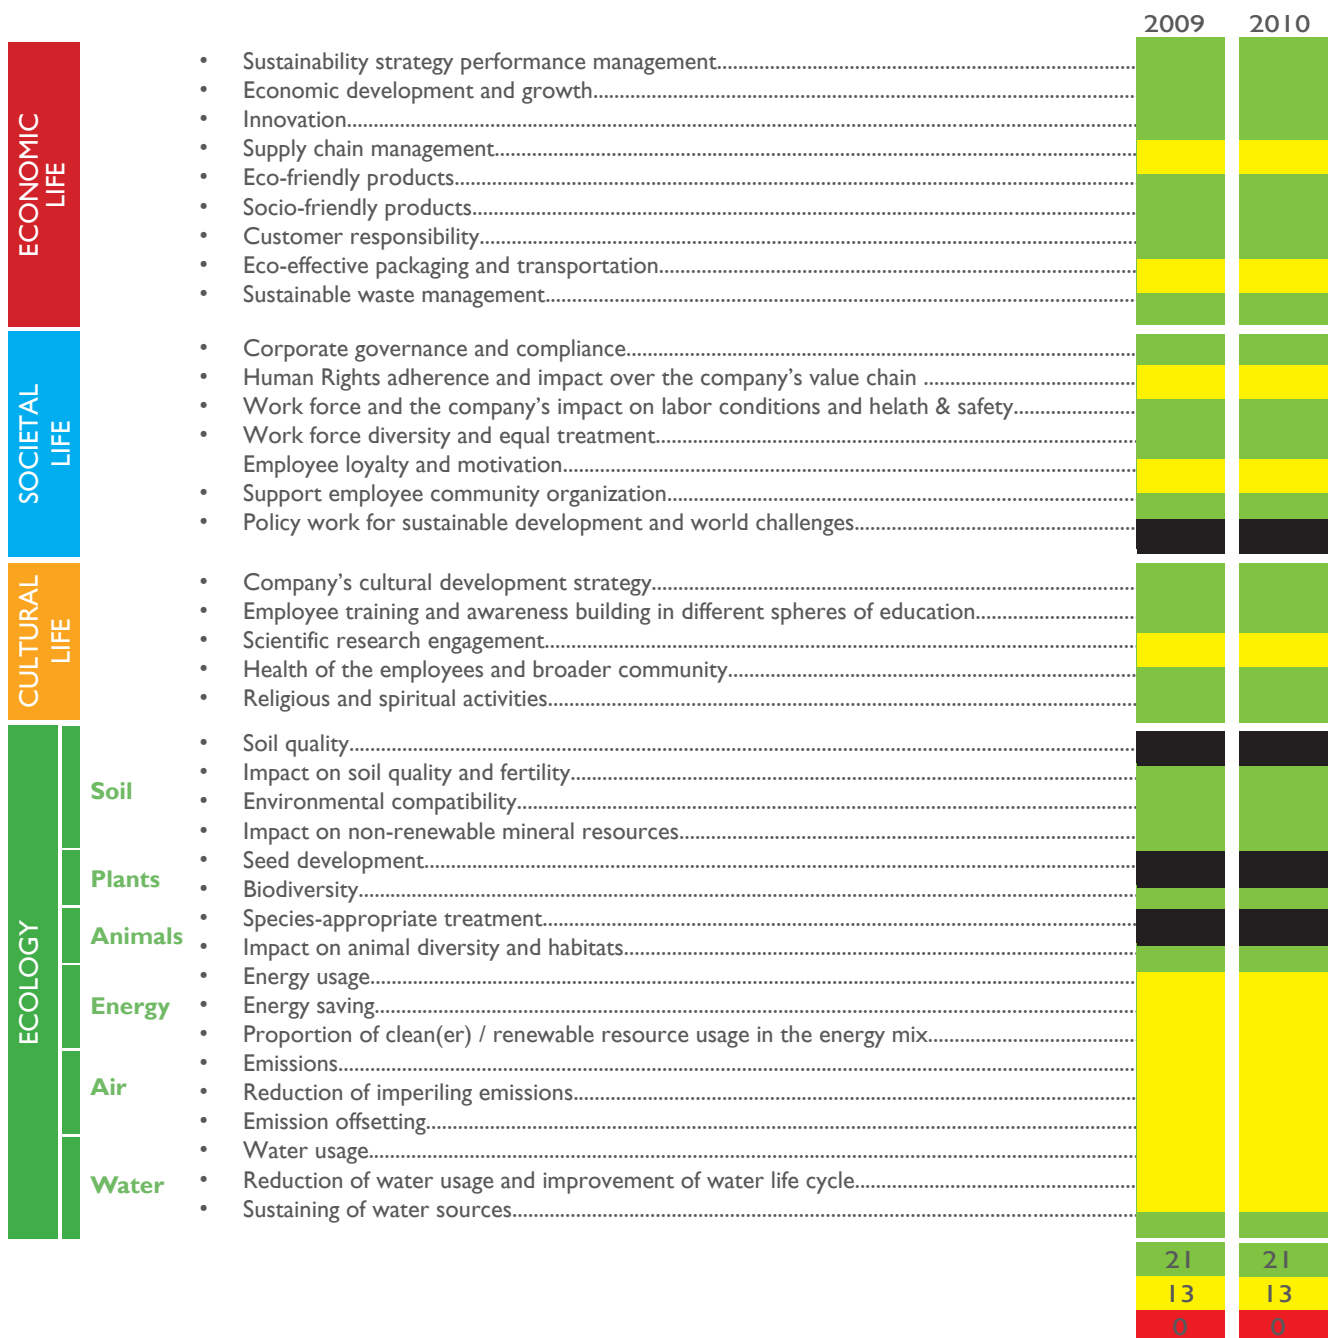 2009 2010
ECONOMIC
LIFE
• Sustainability strategy performance management
• Economic development and growth
• Innovation
• Supply chain management
• Eco-friendly products
• Socio-friendly products
• Customer responsibility
• Eco-effective packaging and transportation
• Sustainable waste management
SOCIETAL
LIFE
• Corporate governance and compliance
• Human Rights adherence and impact over the company's value chain
• Work force and the company's impact on labor conditions and helath & safety
• Work force diversity and equal treatment
Employee loyalty and motivation
• Support employee community organization
• Policy work for sustainable development and world challenges
CULTURAL
LIFE
• Company's cultural development strategy
• Employee training and awareness building in different spheres of education
• Scientific research engagement
• Health of the employees and broader community
• Religious and spiritual activities
ECOLOGY
Soil
• Soil quality
• Impact on soil quality and fertility
• Environmental compatibility
• Impact on non-renewable mineral resources
Plants
• Seed development
• Biodiversity
Animals
• Species-appropriate treatment
• Impact on animal diversity and habitats
Energy
• Energy usage
• Energy saving
• Proportion of clean(er) / renewable resource usage in the energy mix
Air
• Emissions
• Reduction of imperiling emissions
• Emission offsetting
Water
• Water usage
• Reduction of water usage and improvement of water life cycle
• Sustaining of water sources
21 21
13 13
0 0